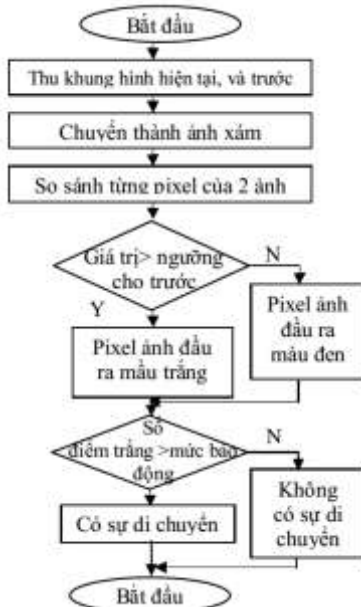 Bắt đầu
Thu khung hình hiện tại, và trước
Chuyển thành ảnh xám
So sánh từng pixel của 2 ảnh
Giá trị> ngưỡng
cho trước
N
Y
Pixel ảnh
đầu ra
màu đen
Pixel ảnh đầu
ra mầu trắng
Số
điểm trắng >mức báo
động
N
Không
có sự di
chuyển
Có sự di chuyển
Bắt đầu